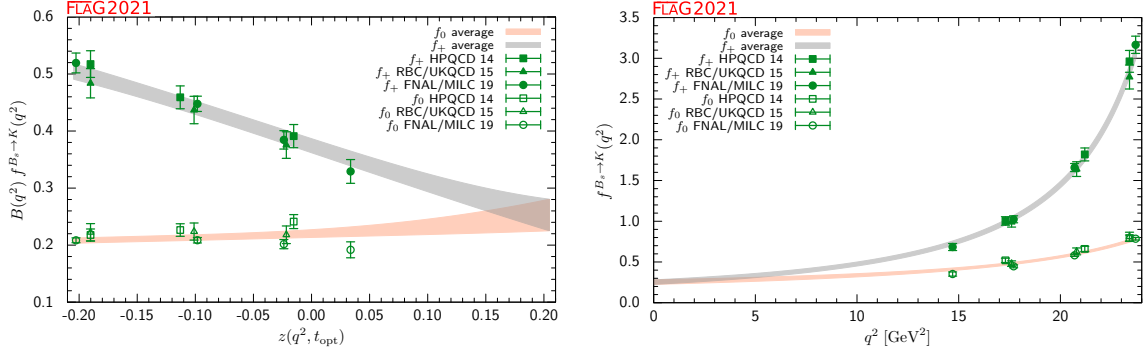 FLAG2021
f₀ average
f₊ average
f₊ HPQCD 14
f₊ RBC/UKQCD 15
f₊ FNAL/MILC 19
f₀ HPQCD 14
f₀ RBC/UKQCD 15
f₀ FNAL/MILC 19
B(q²) f^{B_s→K}(q²)
0.6
0.5
0.4
0.3
0.2
0.1
-0.20 -0.15 -0.10 -0.05 0.00 0.05 0.10 0.15 0.20
z(q², t_opt)
FLAG2021
f₀ average
f₊ average
f₊ HPQCD 14
f₊ RBC/UKQCD 15
f₊ FNAL/MILC 19
f₀ HPQCD 14
f₀ RBC/UKQCD 15
f₀ FNAL/MILC 19
f^{B_s→K}(q²)
3.5
3.0
2.5
2.0
1.5
1.0
0.5
0.0
0 5 10 15 20
q² [GeV²]